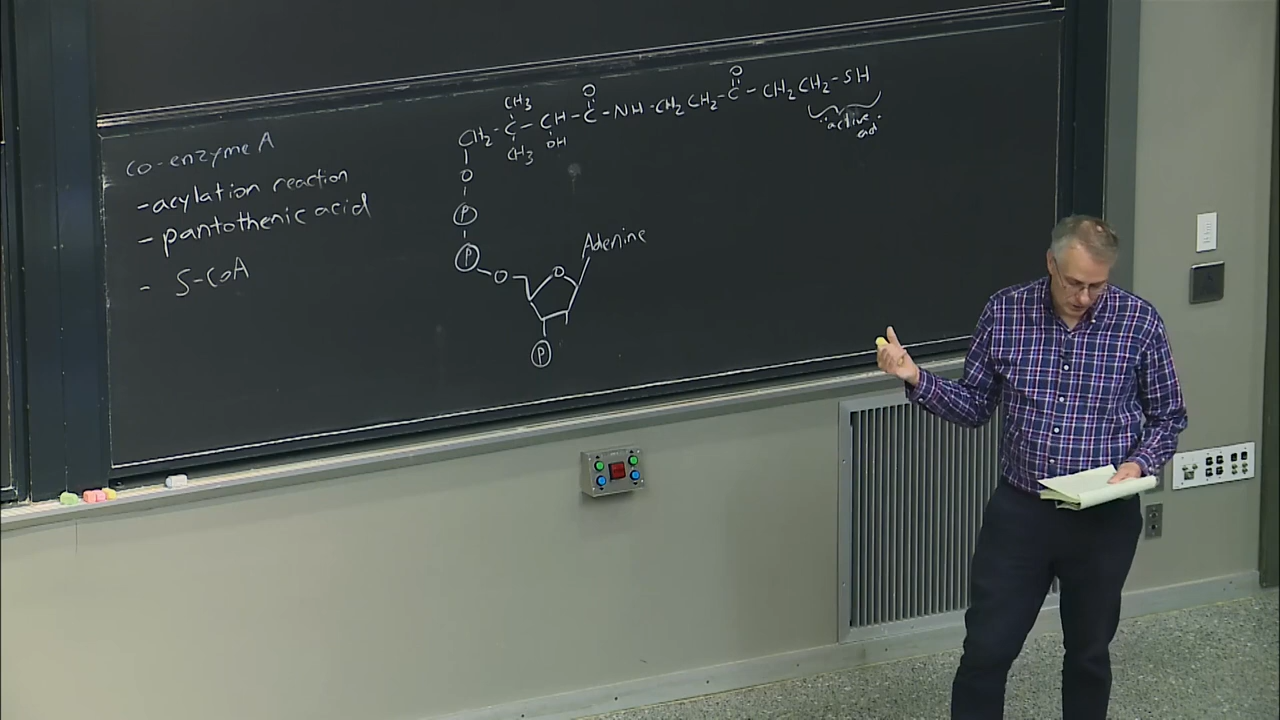 co-enzyme A
- acylation reaction
- pantothenic acid
- S-CoA
CH3 O O
CH2 - C - CH - C - NH - CH2 CH2 - C - CH2 CH2 - SH
CH3 OH
"active end"
O
P
P - O O Adenine
P